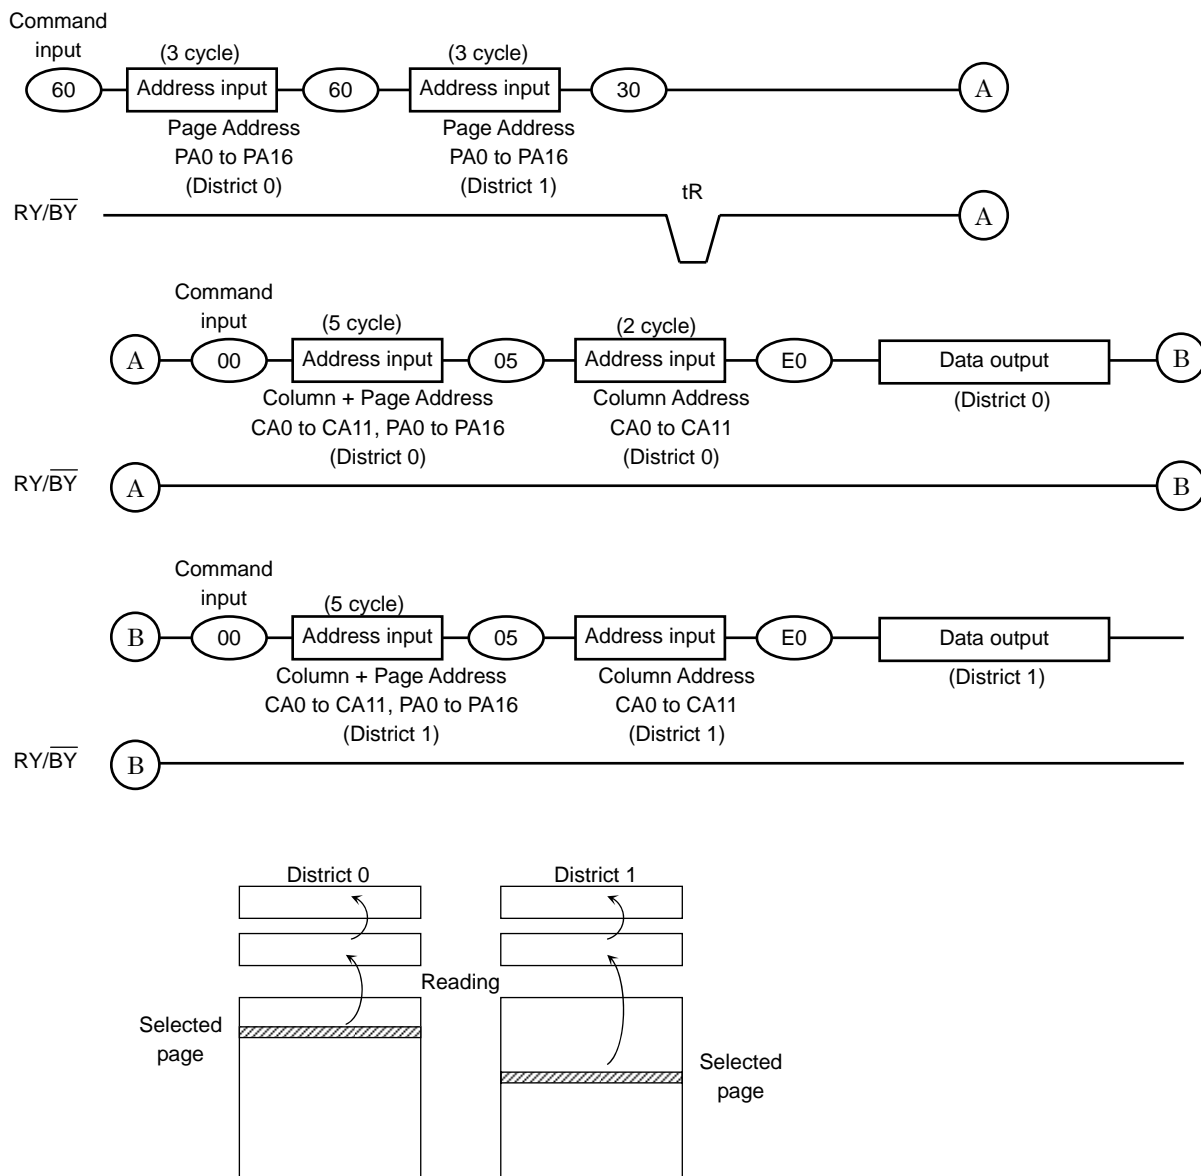 Command
input
(3 cycle)
(3 cycle)
60
Address input
60
Address input
30
A
Page Address
PA0 to PA16
(District 0)
Page Address
PA0 to PA16
(District 1)
tR
RY/B̅Y̅
A
Command
input
(5 cycle)
(2 cycle)
A
00
Address input
05
Address input
E0
Data output
B
Column + Page Address
CA0 to CA11, PA0 to PA16
(District 0)
Column Address
CA0 to CA11
(District 0)
(District 0)
RY/B̅Y̅
A
B
Command
input
(5 cycle)
B
00
Address input
05
Address input
E0
Data output
Column + Page Address
CA0 to CA11, PA0 to PA16
(District 1)
Column Address
CA0 to CA11
(District 1)
(District 1)
RY/B̅Y̅
B
District 0
District 1
Reading
Selected
page
Selected
page